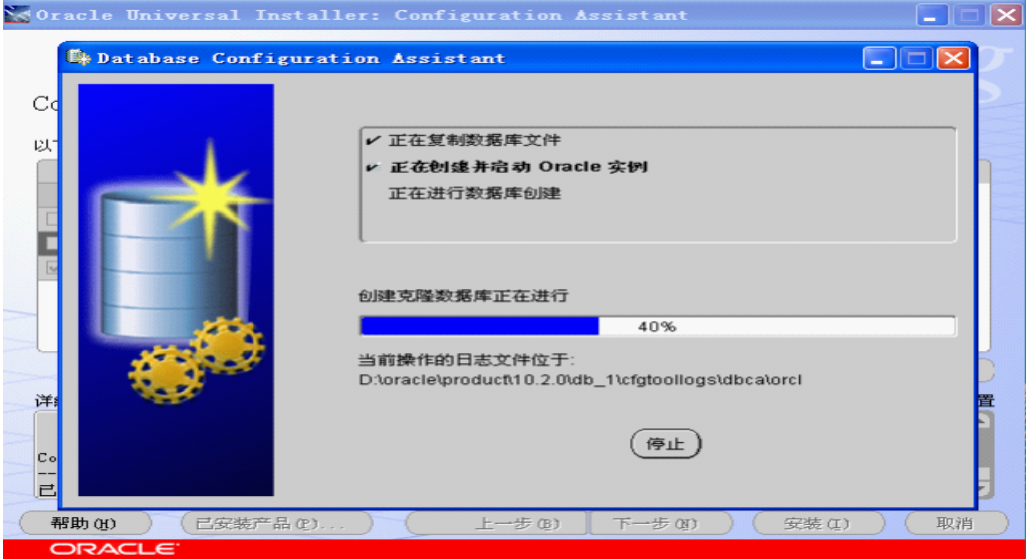 Oracle Universal Installer: Configuration Assistant
Database Configuration Assistant
正在复制数据库文件
正在创建并启动 Oracle 实例
正在进行数据库创建
创建克隆数据库正在进行
40%
当前操作的日志文件位于:
D:\oracle\product\10.2.0\db_1\cfgtoollogs\dbca\orcl
停止
Co
以下
详细
置
Co
--
已
帮助(H) 已安装产品(P)... 上一步(B) 下一步(N) 安装(I) 取消
ORACLE